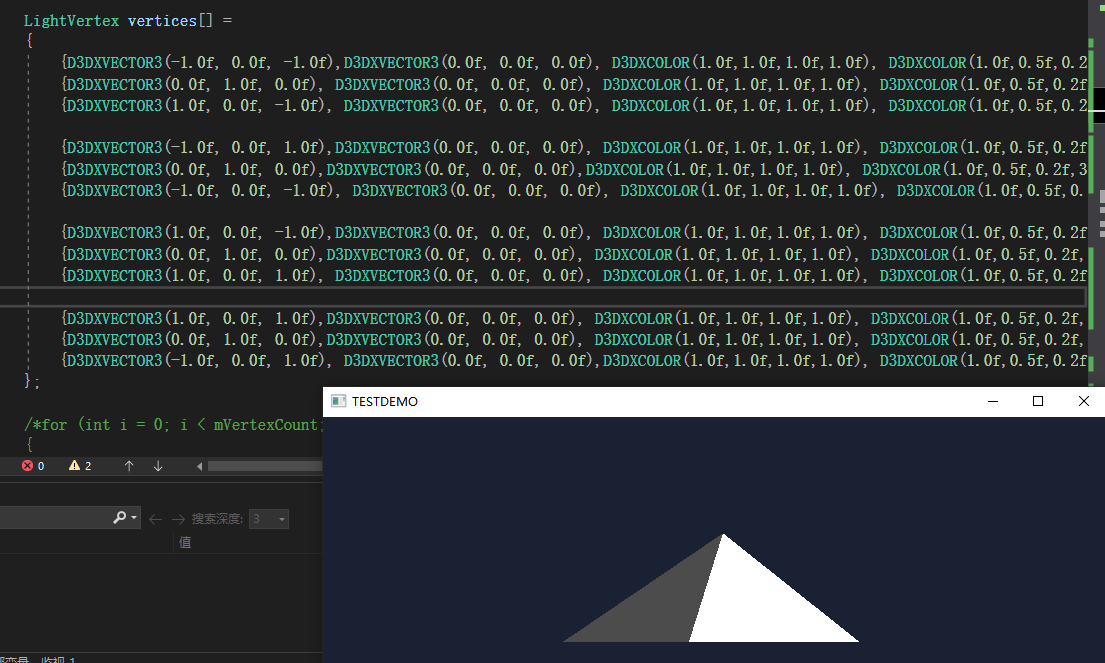 LightVertex vertices[] =
{
{D3DXVECTOR3(-1.0f, 0.0f, -1.0f),D3DXVECTOR3(0.0f, 0.0f, 0.0f), D3DXCOLOR(1.0f,1.0f,1.0f,1.0f), D3DXCOLOR(1.0f,0.5f,0.2
{D3DXVECTOR3(0.0f, 1.0f, 0.0f), D3DXVECTOR3(0.0f, 0.0f, 0.0f), D3DXCOLOR(1.0f,1.0f,1.0f,1.0f), D3DXCOLOR(1.0f,0.5f,0.2f
{D3DXVECTOR3(1.0f, 0.0f, -1.0f), D3DXVECTOR3(0.0f, 0.0f, 0.0f), D3DXCOLOR(1.0f,1.0f,1.0f,1.0f), D3DXCOLOR(1.0f,0.5f,0.2
{D3DXVECTOR3(-1.0f, 0.0f, 1.0f),D3DXVECTOR3(0.0f, 0.0f, 0.0f), D3DXCOLOR(1.0f,1.0f,1.0f,1.0f), D3DXCOLOR(1.0f,0.5f,0.2f
{D3DXVECTOR3(0.0f, 1.0f, 0.0f),D3DXVECTOR3(0.0f, 0.0f, 0.0f),D3DXCOLOR(1.0f,1.0f,1.0f,1.0f), D3DXCOLOR(1.0f,0.5f,0.2f,3
{D3DXVECTOR3(-1.0f, 0.0f, -1.0f), D3DXVECTOR3(0.0f, 0.0f, 0.0f), D3DXCOLOR(1.0f,1.0f,1.0f,1.0f), D3DXCOLOR(1.0f,0.5f,0.
{D3DXVECTOR3(1.0f, 0.0f, -1.0f),D3DXVECTOR3(0.0f, 0.0f, 0.0f), D3DXCOLOR(1.0f,1.0f,1.0f,1.0f), D3DXCOLOR(1.0f,0.5f,0.2f
{D3DXVECTOR3(0.0f, 1.0f, 0.0f),D3DXVECTOR3(0.0f, 0.0f, 0.0f), D3DXCOLOR(1.0f,1.0f,1.0f,1.0f), D3DXCOLOR(1.0f,0.5f,0.2f,
{D3DXVECTOR3(1.0f, 0.0f, 1.0f), D3DXVECTOR3(0.0f, 0.0f, 0.0f), D3DXCOLOR(1.0f,1.0f,1.0f,1.0f), D3DXCOLOR(1.0f,0.5f,0.2f
{D3DXVECTOR3(1.0f, 0.0f, 1.0f),D3DXVECTOR3(0.0f, 0.0f, 0.0f), D3DXCOLOR(1.0f,1.0f,1.0f,1.0f), D3DXCOLOR(1.0f,0.5f,0.2f,
{D3DXVECTOR3(0.0f, 1.0f, 0.0f),D3DXVECTOR3(0.0f, 0.0f, 0.0f), D3DXCOLOR(1.0f,1.0f,1.0f,1.0f), D3DXCOLOR(1.0f,0.5f,0.2f,
{D3DXVECTOR3(-1.0f, 0.0f, 1.0f), D3DXVECTOR3(0.0f, 0.0f, 0.0f),D3DXCOLOR(1.0f,1.0f,1.0f,1.0f), D3DXCOLOR(1.0f,0.5f,0.2f
};
/*for (int i = 0; i < mVertexCount;
{
TESTDEMO
0 2
搜索深度: 3
值
监视 1